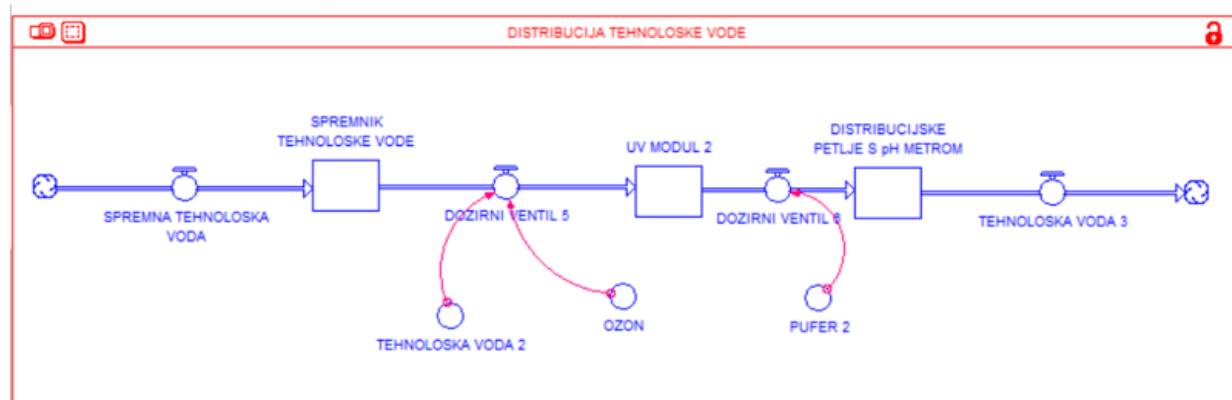 DISTRIBUCIJA TEHNOLOSKE VODE
SPREMNIK
TEHNOLOSKE VODE
UV MODUL 2
DISTRIBUCIJSKE
PETLJE S pH METROM
SPREMNA TEHNOLOSKA
VODA
DOZIRNI VENTIL 5
DOZIRNI VENTIL 6
TEHNOLOSKA VODA 3
TEHNOLOSKA VODA 2
OZON
PUFER 2